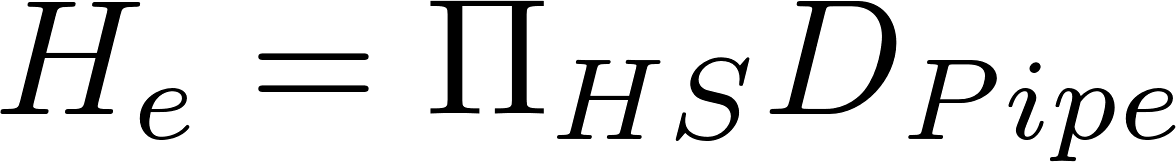 H_e = Π_{HS} D_{Pipe}